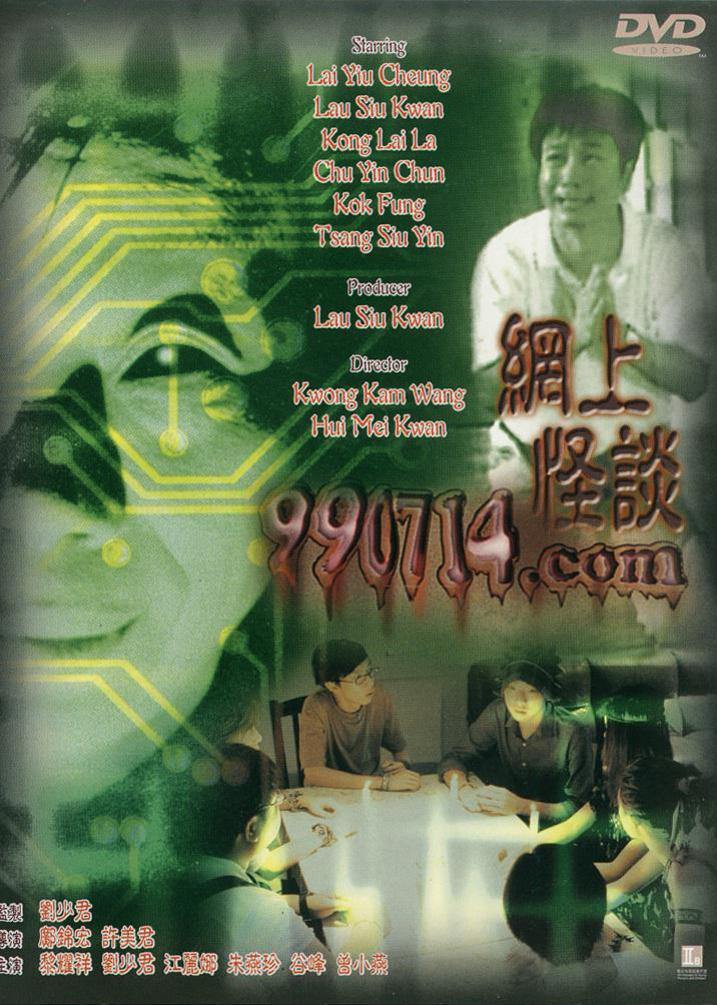 DVD
VIDEO
Starring
Lai Yiu Cheung
Lau Siu Kwan
Kong Lai La
Chu Yin Chun
Kok Fung
Tsang Siu Yin
Producer
Lau Siu Kwan
Director
Kwong Kam Wang
Hui Mei Kwan
網上
怪談
990714.com
監製 劉少君
導演 鄺錦宏 許美君
主演 黎耀祥 劉少君 江麗娜 朱燕珍 谷峰 曾小燕
IIB